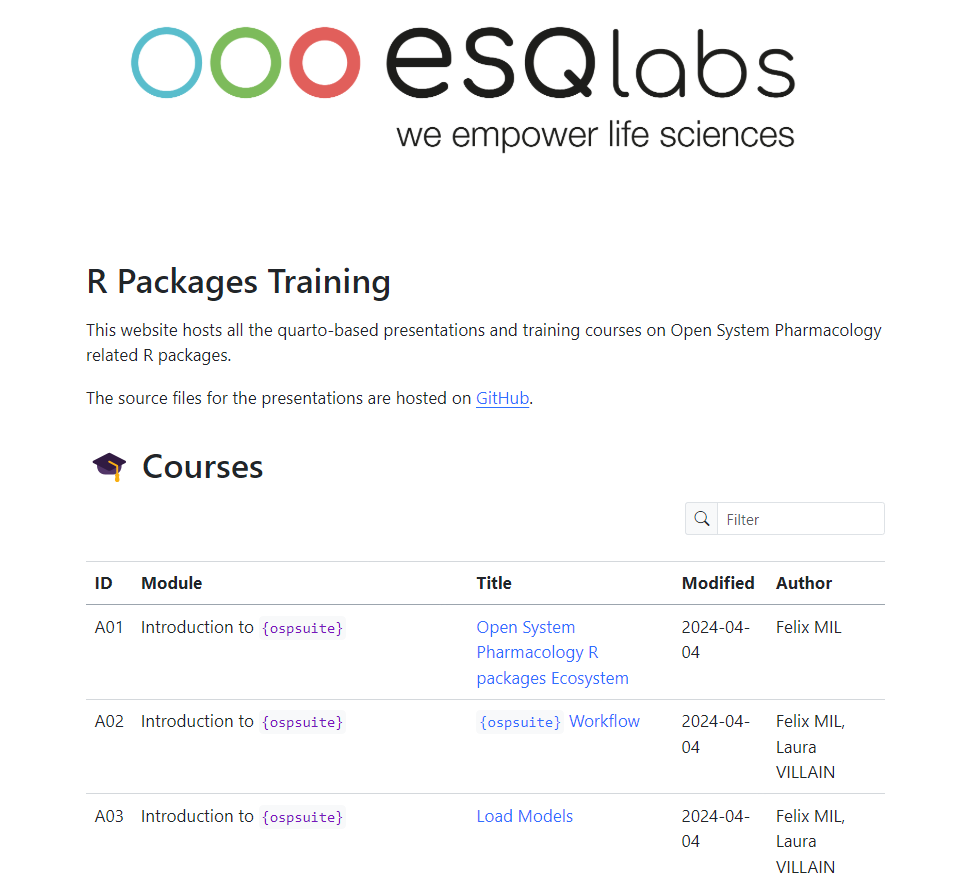 esQlabs
we empower life sciences
R Packages Training
This website hosts all the quarto-based presentations and training courses on Open System Pharmacology
related R packages.
The source files for the presentations are hosted on GitHub.
Courses
Filter
ID Module Title Modified Author
A01 Introduction to {ospsuite} Open System 2024-04- Felix MIL
Pharmacology R 04
packages Ecosystem
A02 Introduction to {ospsuite} {ospsuite} Workflow 2024-04- Felix MIL,
04 Laura
VILLAIN
A03 Introduction to {ospsuite} Load Models 2024-04- Felix MIL,
04 Laura
VILLAIN